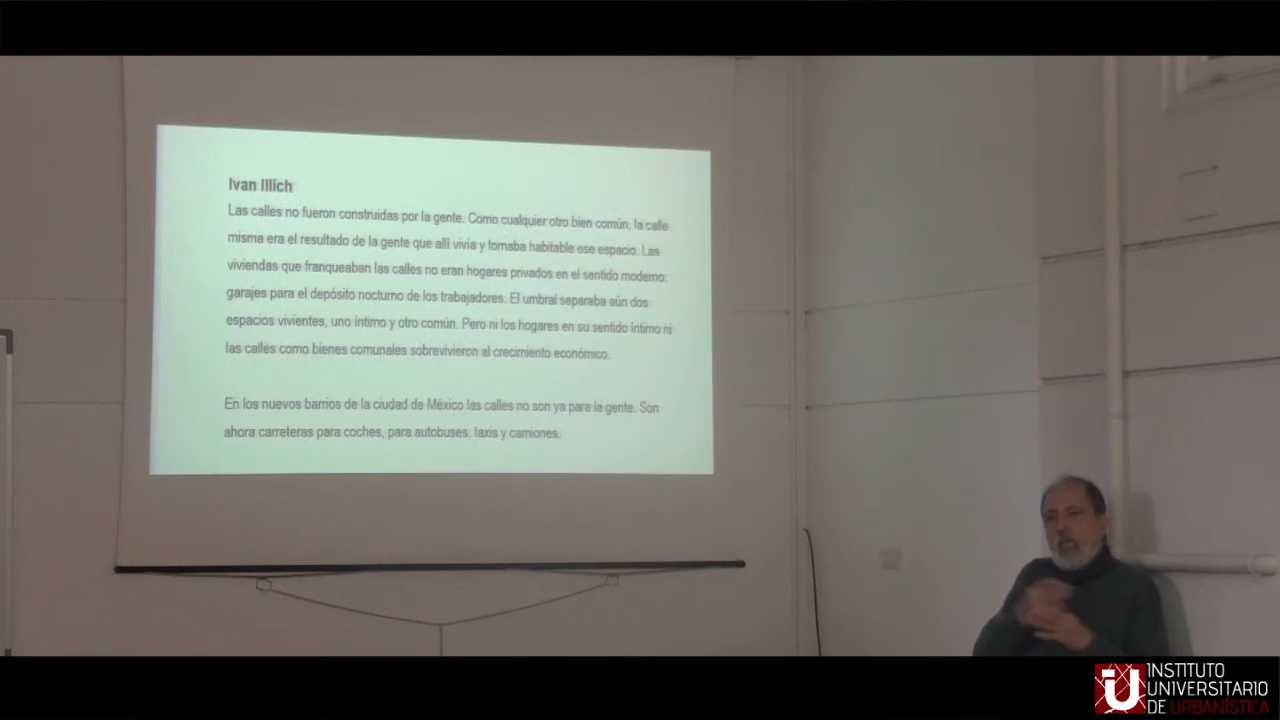 Ivan Illich
Las calles no fueron construidas por la gente. Como cualquier otro bien común, la calle
misma era el resultado de la gente que allí vivía y tornaba habitable ese espacio. Las
viviendas que franqueaban las calles no eran hogares privados en el sentido moderno:
garajes para el depósito nocturno de los trabajadores. El umbral separaba aún dos
espacios vivientes, uno íntimo y otro común. Pero ni los hogares en su sentido íntimo ni
las calles como bienes comunales sobrevivieron al crecimiento económico.
En los nuevos barrios de la ciudad de México las calles no son ya para la gente. Son
ahora carreteras para coches, para autobuses, taxis y camiones.
iU INSTITUTO
UNIVERSITARIO
DE URBANÍSTICA